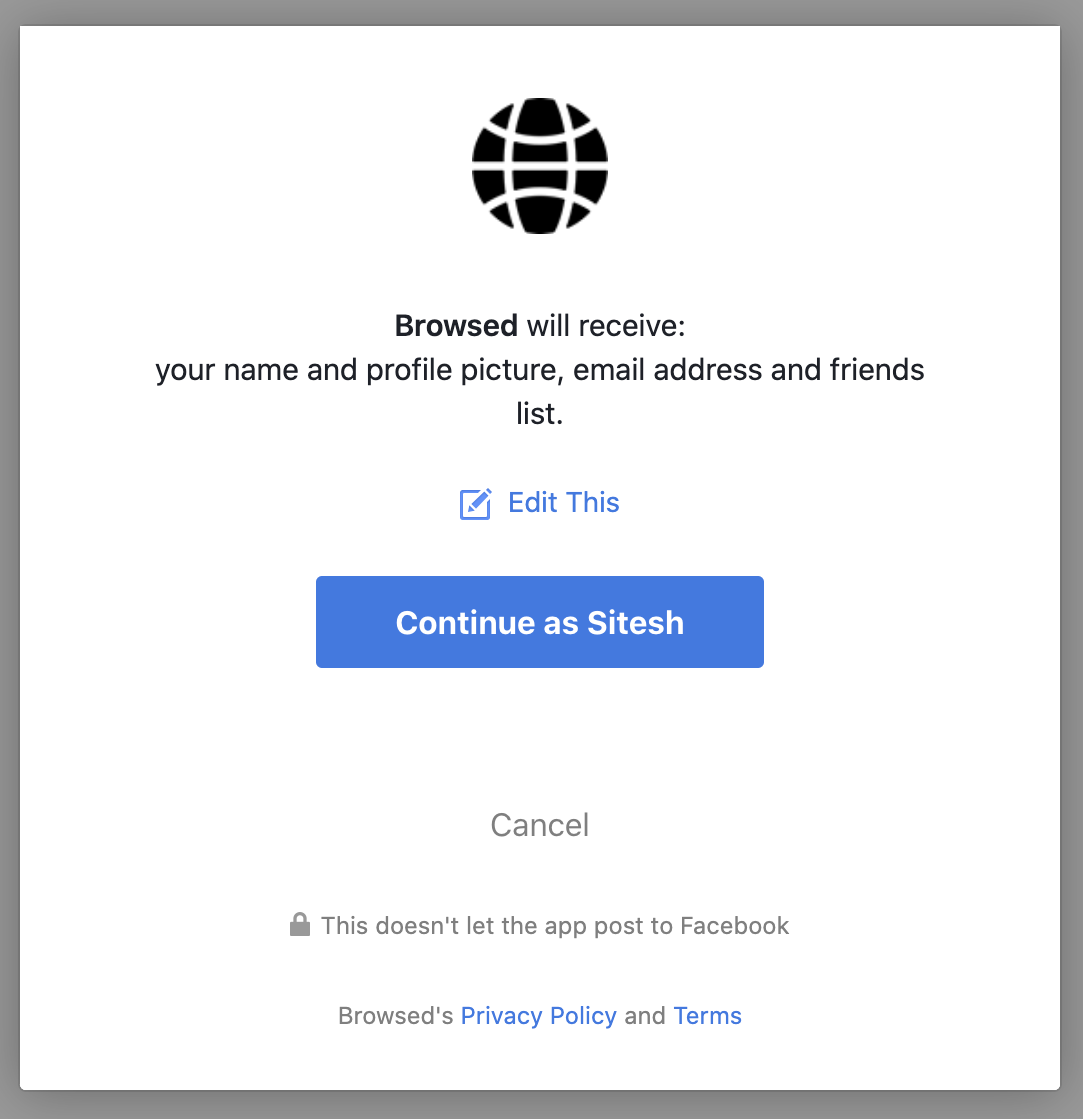 Browsed will receive:
your name and profile picture, email address and friends
list.
Edit This
Continue as Sitesh
Cancel
This doesn't let the app post to Facebook
Browsed's Privacy Policy and Terms